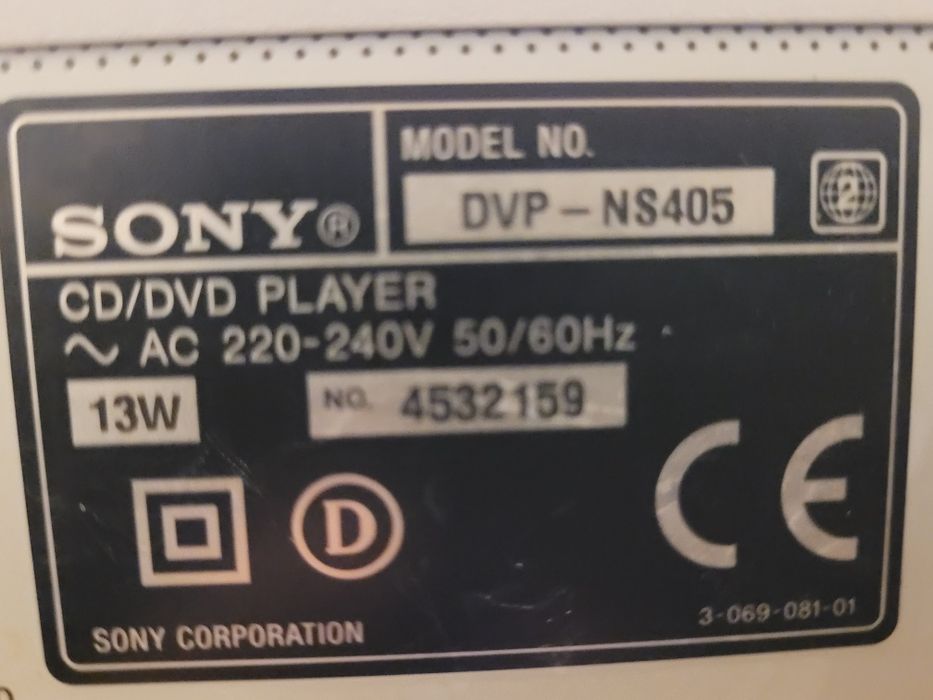 SONY®
MODEL NO.
DVP-NS405
2
CD/DVD PLAYER
~ AC 220-240V 50/60Hz
13W
NO. 4532159
D
CE
SONY CORPORATION
3-069-081-01